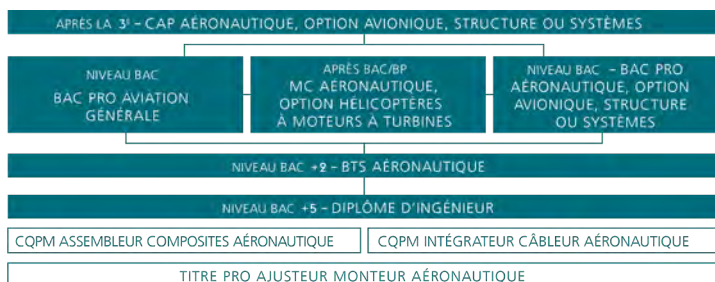 APRÈS LA 3E – CAP AÉRONAUTIQUE, OPTION AVIONIQUE, STRUCTURE OU SYSTÈMES
NIVEAU BAC
BAC PRO AVIATION
GÉNÉRALE
APRÈS BAC/BP
MC AÉRONAUTIQUE,
OPTION HÉLICOPTÈRES
À MOTEURS À TURBINES
NIVEAU BAC – BAC PRO
AÉRONAUTIQUE, OPTION
AVIONIQUE, STRUCTURE
OU SYSTÈMES
NIVEAU BAC +2 – BTS AÉRONAUTIQUE
NIVEAU BAC +5 – DIPLÔME D'INGÉNIEUR
CQPM ASSEMBLEUR COMPOSITES AÉRONAUTIQUE
CQPM INTÉGRATEUR CÂBLEUR AÉRONAUTIQUE
TITRE PRO AJUSTEUR MONTEUR AÉRONAUTIQUE